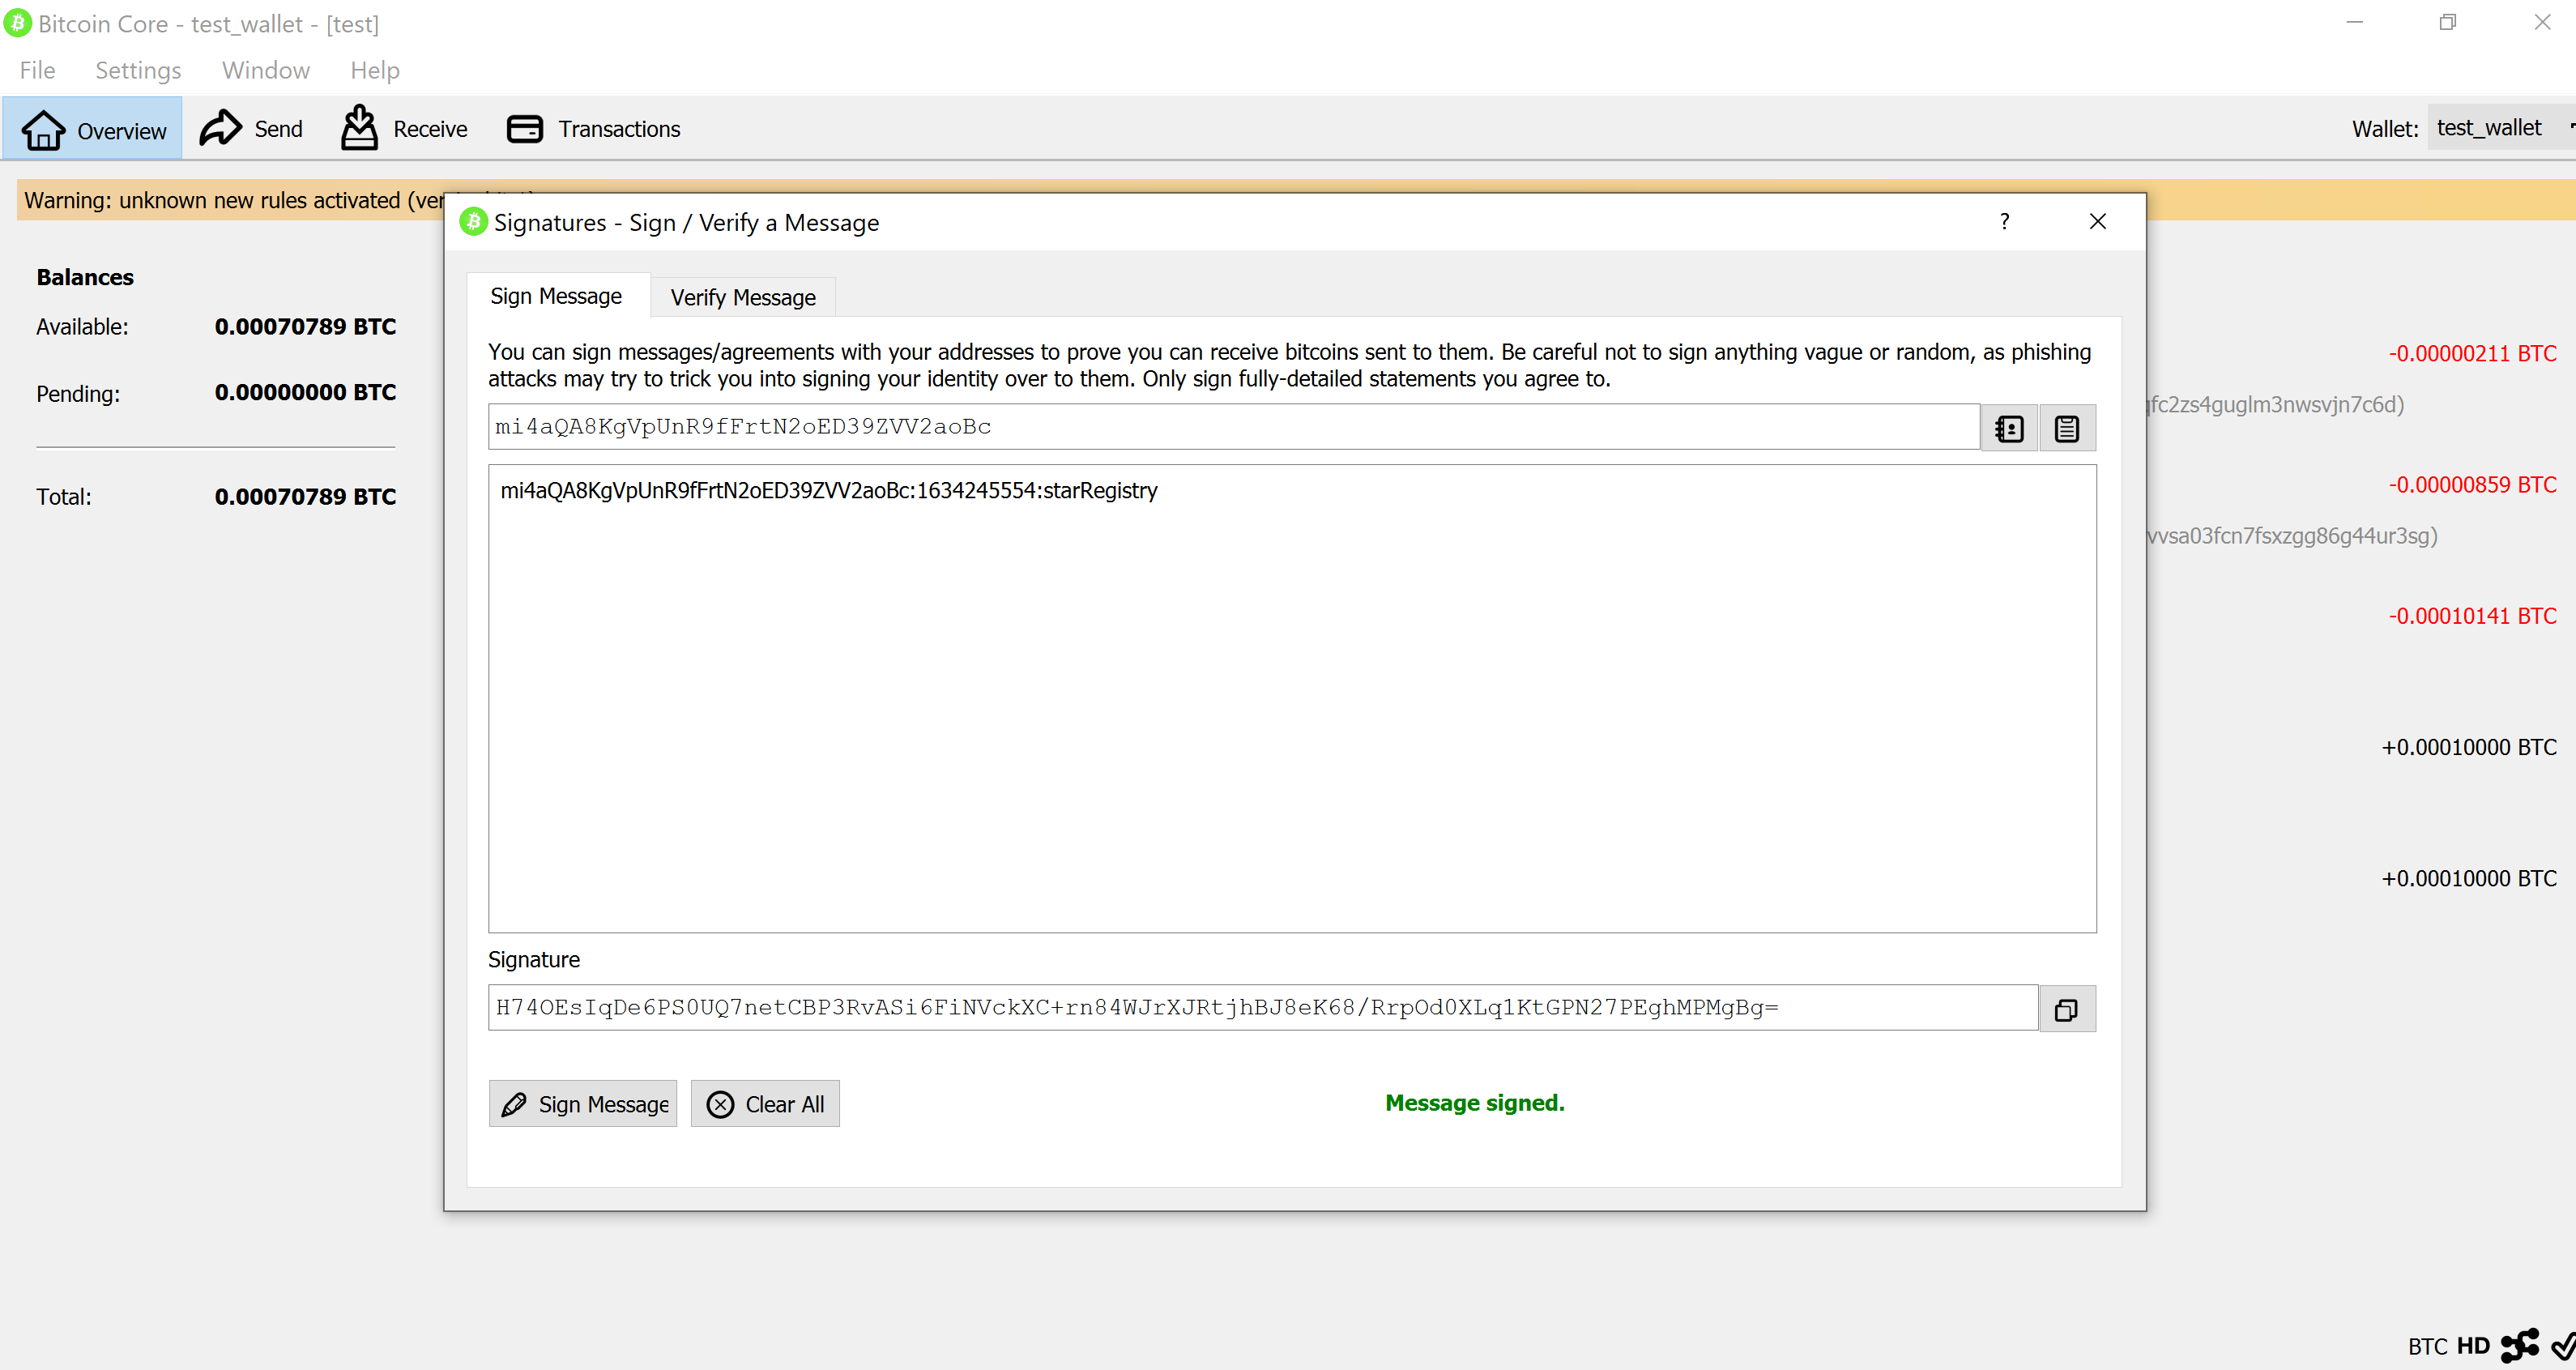 Bitcoin Core - test_wallet - [test]
File Settings Window Help
Overview Send Receive Transactions Wallet: test_wallet
Warning: unknown new rules activated
Signatures - Sign / Verify a Message ?
Balances
Available: 0.00070789 BTC
Pending: 0.00000000 BTC
Total: 0.00070789 BTC
Sign Message Verify Message
You can sign messages/agreements with your addresses to prove you can receive bitcoins sent to them. Be careful not to sign anything vague or random, as phishing
attacks may try to trick you into signing your identity over to them. Only sign fully-detailed statements you agree to.
mi4aQA8KgVpUnR9fFrtN2oED39ZVV2aoBc
mi4aQA8KgVpUnR9fFrtN2oED39ZVV2aoBc:1634245554:starRegistry
Signature
H74OEsIqDe6PS0UQ7netCBP3RvASi6FiNVckXC+rn84WJrXJRtjhBJ8eK68/RrpOd0XLq1KtGPN27PEghMPMgBg=
Sign Message Clear All Message signed.
-0.00000211 BTC
fc2zs4guglm3nwsvjn7c6d)
-0.00000859 BTC
vsa03fcn7fsxzgg86g44ur3sg)
-0.00010141 BTC
+0.00010000 BTC
+0.00010000 BTC
BTC HD